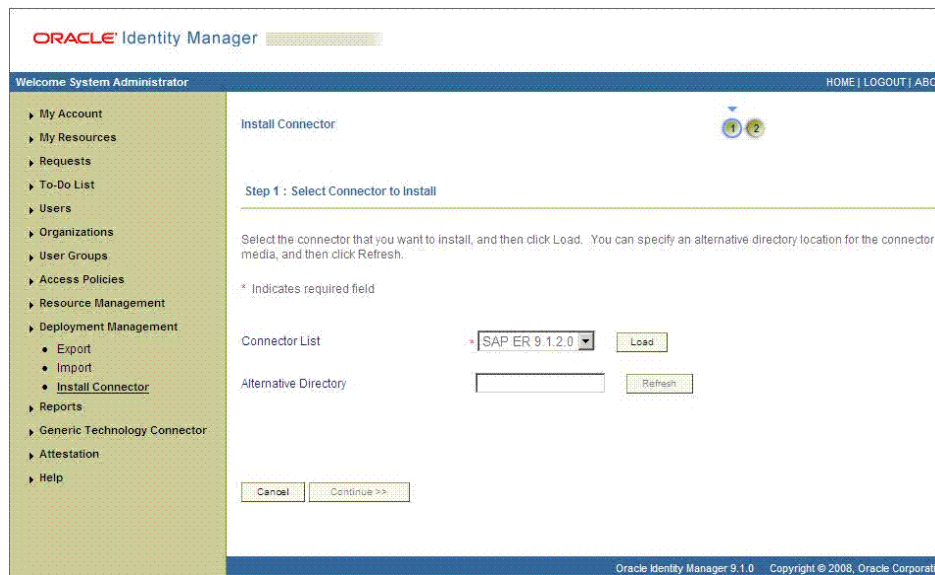 ORACLE Identity Manager
Welcome System Administrator
HOME | LOGOUT | ABO
My Account
My Resources
Requests
To-Do List
Users
Organizations
User Groups
Access Policies
Resource Management
Deployment Management
Export
Import
Install Connector
Reports
Generic Technology Connector
Attestation
Help
Install Connector
1 2
Step 1 : Select Connector to Install
Select the connector that you want to install, and then click Load. You can specify an alternative directory location for the connector
media, and then click Refresh.
* Indicates required field
Connector List * SAP ER 9.1.2.0 Load
Alternative Directory Refresh
Cancel Continue >>
Oracle Identity Manager 9.1.0 Copyright © 2008, Oracle Corporati